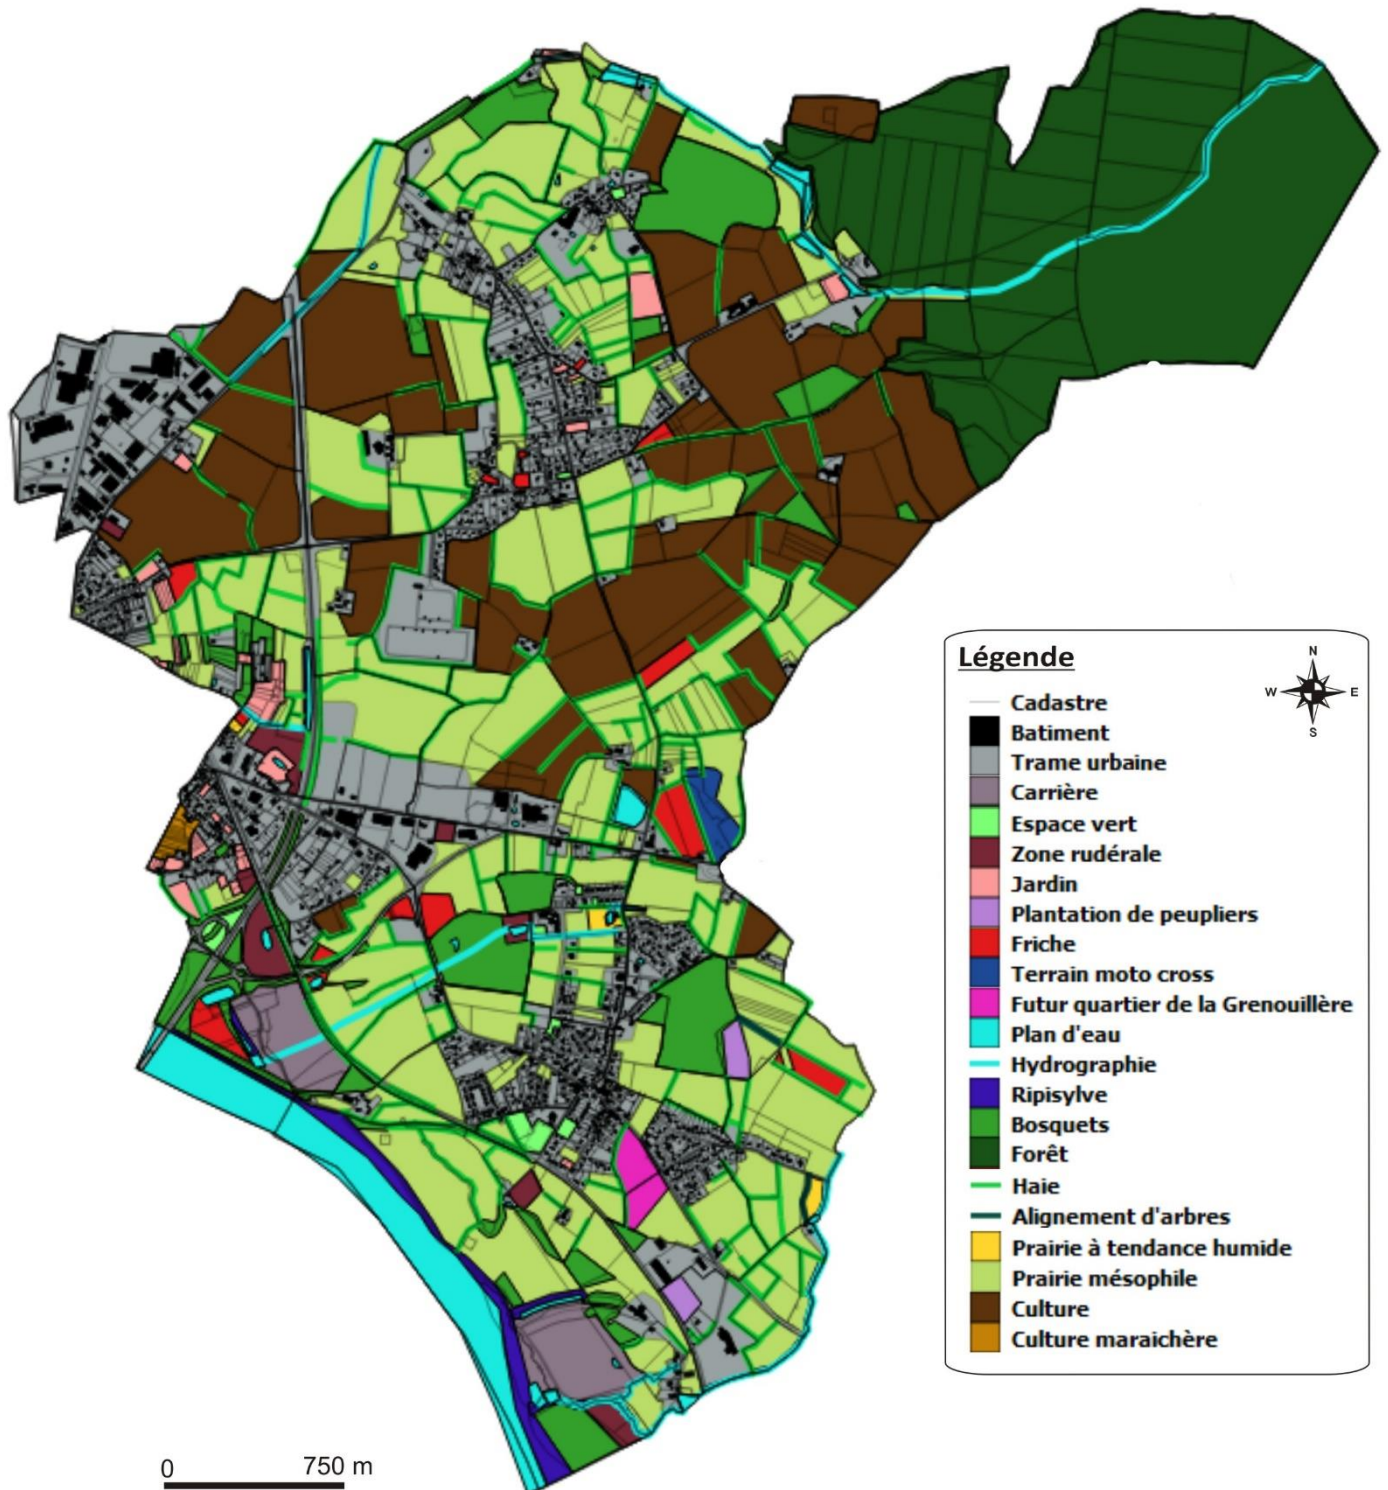 Légende
N
W E
S
Cadastre
Batiment
Trame urbaine
Carrière
Espace vert
Zone rudérale
Jardin
Plantation de peupliers
Friche
Terrain moto cross
Futur quartier de la Grenouillère
Plan d'eau
Hydrographie
Ripisylve
Bosquets
Forêt
Haie
Alignement d'arbres
Prairie à tendance humide
Prairie mésophile
Culture
Culture maraichère
0 750 m